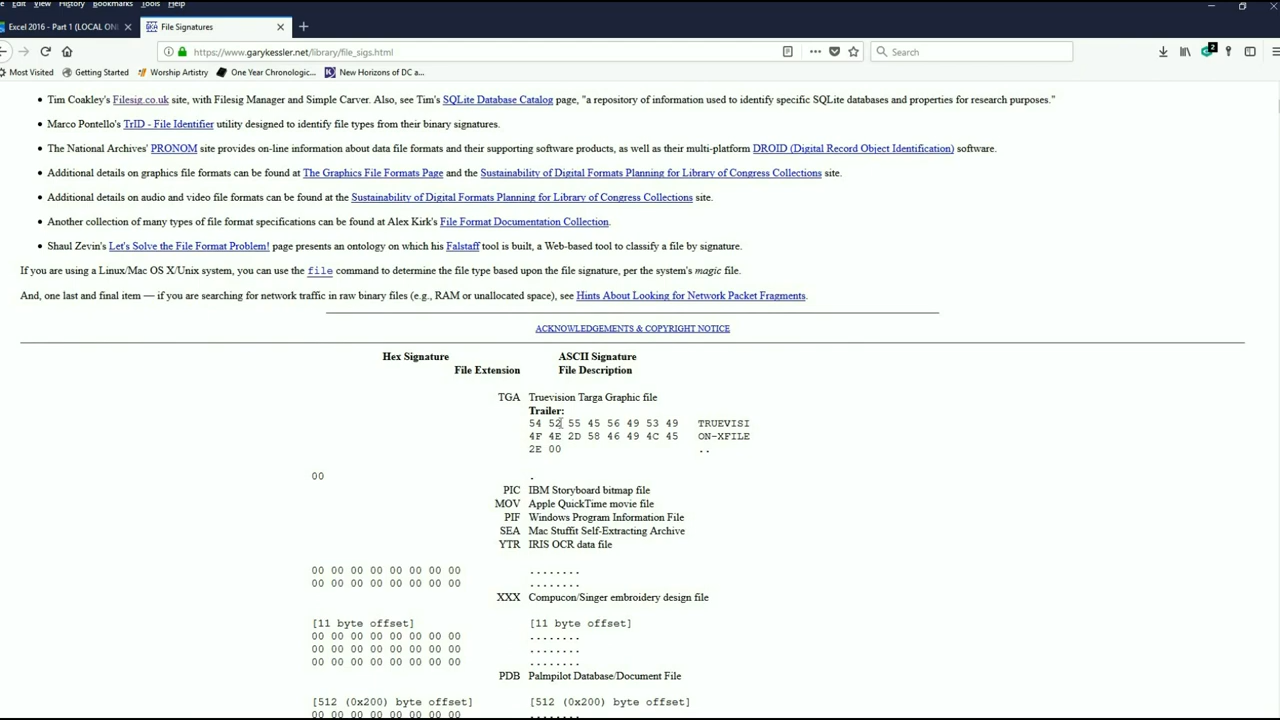 Edit View History Bookmarks Tools Help
Excel 2016 - Part 1 (LOCAL ONL File Signatures
https://www.garykessler.net/library/file_sigs.html Search 2
Most Visited Getting Started Worship Artistry One Year Chronologic... New Horizons of DC a...
• Tim Coakley's Filesig.co.uk site, with Filesig Manager and Simple Carver. Also, see Tim's SQLite Database Catalog page, "a repository of information used to identify specific SQLite databases and properties for research purposes."
• Marco Pontello's TrID - File Identifier utility designed to identify file types from their binary signatures.
• The National Archives' PRONOM site provides on-line information about data file formats and their supporting software products, as well as their multi-platform DROID (Digital Record Object Identification) software.
• Additional details on graphics file formats can be found at The Graphics File Formats Page and the Sustainability of Digital Formats Planning for Library of Congress Collections site.
• Additional details on audio and video file formats can be found at the Sustainability of Digital Formats Planning for Library of Congress Collections site.
• Another collection of many types of file format specifications can be found at Alex Kirk's File Format Documentation Collection.
• Shaul Zevin's Let's Solve the File Format Problem! page presents an ontology on which his Falstaff tool is built, a Web-based tool to classify a file by signature.
If you are using a Linux/Mac OS X/Unix system, you can use the file command to determine the file type based upon the file signature, per the system's magic file.
And, one last and final item — if you are searching for network traffic in raw binary files (e.g., RAM or unallocated space), see Hints About Looking for Network Packet Fragments.
ACKNOWLEDGEMENTS & COPYRIGHT NOTICE
Hex Signature ASCII Signature
File Extension File Description
TGA Truevision Targa Graphic file
Trailer:
54 52 55 45 56 49 53 49 TRUEVISI
4F 4E 2D 58 46 49 4C 45 ON-XFILE
2E 00 ..
00 .
PIC IBM Storyboard bitmap file
MOV Apple QuickTime movie file
PIF Windows Program Information File
SEA Mac Stuffit Self-Extracting Archive
YTR IRIS OCR data file
00 00 00 00 00 00 00 00 ........
00 00 00 00 00 00 00 00 ........
XXX Compucon/Singer embroidery design file
[11 byte offset] [11 byte offset]
00 00 00 00 00 00 00 00 ........
00 00 00 00 00 00 00 00 ........
00 00 00 00 00 00 00 00 ........
PDB Palmpilot Database/Document File
[512 (0x200) byte offset] [512 (0x200) byte offset]
00 00 00 00 00 00 00 00 ........